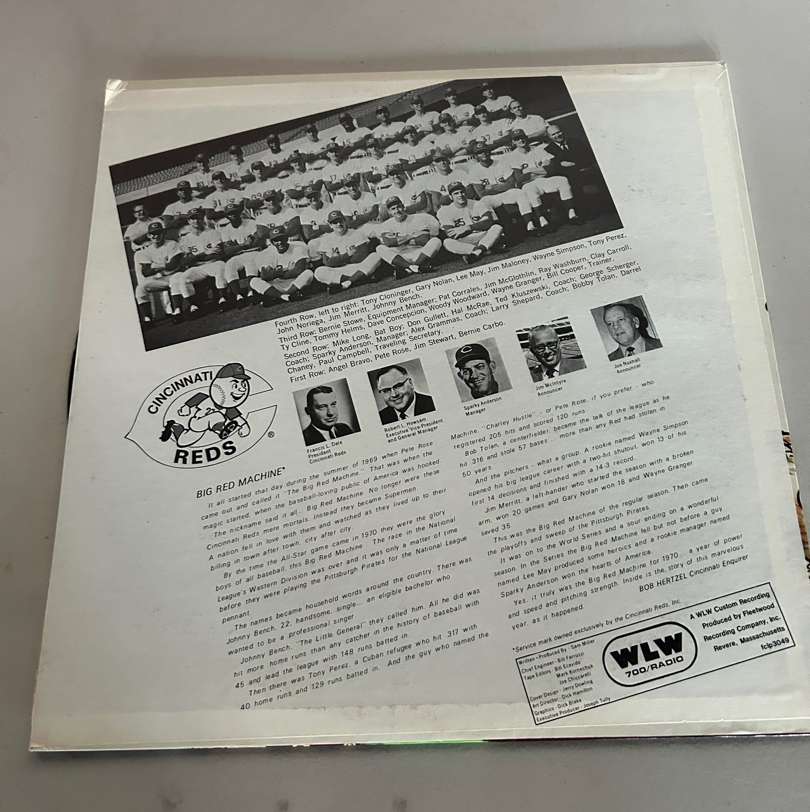 Fourth Row, left to right: Tony Cloninger, Gary Nolan, Lee May, Jim Maloney, Wayne Simpson, Tony Perez,
John Noriega, Jim Merritt, Johnny Bench.
Third Row: Bernie Stowe, Equipment Manager; Pat Corrales, Jim McGlothlin, Ray Washburn, Clay Carroll,
Ty Cline, Tommy Helms, Dave Concepcion, Woody Woodward, Wayne Granger, Bill Cooper, Trainer.
Second Row: Mike Long, Bat Boy; Don Gullett, Hal McRae, Ted Kluszewski, Coach; George Scherger,
Coach; Sparky Anderson, Manager; Alex Grammas, Coach; Larry Shepard, Coach; Bobby Tolan, Darrel
Chaney, Paul Campbell, Traveling Secretary.
First Row: Angel Bravo, Pete Rose, Jim Stewart, Bernie Carbo.
CINCINNATI
REDS
®
Francis L. Dale
President
Cincinnati Reds
Robert L. Howsam
Executive Vice-President
and General Manager
Sparky Anderson
Manager
Jim McIntyre
Announcer
Joe Nuxhall
Announcer
BIG RED MACHINE*
It all started that day during the summer of 1969 when Pete Rose
came out and called it "The Big Red Machine." That was when the
magic started, when the baseball-loving public of America was hooked.
The nickname said it all... Big Red Machine. No longer were these
Cincinnati Reds mere mortals. Instead they became Supermen.
A nation fell in love with them and watched as they lived up to their
billing in town after town, city after city.
By the time the All-Star game came in 1970 they were the glory
boys of all baseball, this Big Red Machine. The race in the National
League's Western Division was over and it was only a matter of time
before they were playing the Pittsburgh Pirates for the National League
pennant.
The names became household words around the country. There was
Johnny Bench, 22, handsome, single... an eligible bachelor who
wanted to be a professional singer.
Johnny Bench, "The Little General" they called him. All he did was
hit more home runs than any catcher in the history of baseball with
45 and lead the league with 148 runs batted in.
Then there was Tony Perez, a Cuban refugee who hit .317 with
40 home runs and 129 runs batted in. And the guy who named the
Machine, "Charley Hustle"... or Pete Rose, if you prefer... who
registered 205 hits and scored 120 runs.
Bob Tolan, a centerfielder, became the talk of the league as he
hit .316 and stole 57 bases... more than any Red had stolen in
60 years.
And the pitchers - what a group. A rookie named Wayne Simpson
opened his big league career with a two-hit shutout, won 13 of his
first 14 decisions and finished with a 14-3 record.
Jim Merritt, a left-hander who started the season with a broken
arm, won 20 games and Gary Nolan won 18 and Wayne Granger
saved 35.
This was the Big Red Machine of the regular season. Then came
the playoffs and sweep of the Pittsburgh Pirates.
It was on to the World Series and a sour ending on a wonderful
season. In the Series the Big Red Machine fell but not before a guy
named Lee May produced some heroics and a rookie manager named
Sparky Anderson won the hearts of America.
Yes, it truly was the Big Red Machine for 1970... a year of power
and speed and pitching strength. Inside is the story of this marvelous
year, as it happened.
BOB HERTZEL Cincinnati Enquirer
*Service mark owned exclusively by the Cincinnati Reds, Inc.
Written - Produced By : Sam Miller
Chief Engineer :
Tape Editors :
Cover Design : Jerry Dowling
Art Director : Dick Hamilton
Graphics : Dick Blake
Executive Producer : Joseph Tully
WLW
700/RADIO
A WLW Custom Recording
Produced by Fleetwood
Recording Company, Inc.
Revere, Massachusetts
fclp3049